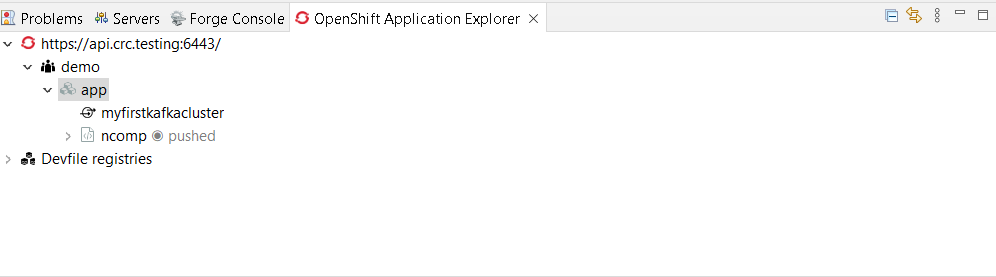 Problems Servers Forge Console OpenShift Application Explorer
https://api.crc.testing:6443/
demo
app
myfirstkafkacluster
ncomp pushed
Devfile registries